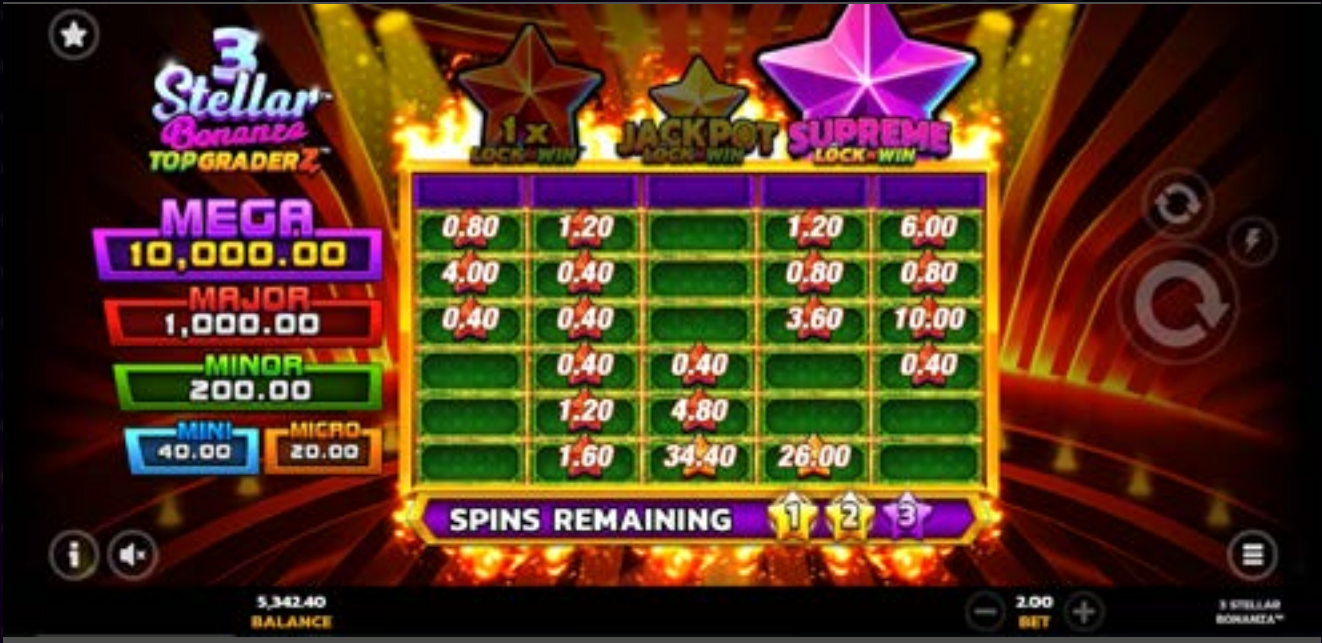 3
Stellar™
Bonanza
TOPGRADERZ™
1 x
LOCK N WIN
JACKPOT
LOCK N WIN
SUPREME
LOCK N WIN
MEGA
10,000.00
MAJOR
1,000.00
MINOR
200.00
MINI
40.00
MICRO
20.00
0.80 1.20 1.20 6.00
4.00 0.40 0.80 0.80
0.40 0.40 3.60 10.00
0.40 0.40 0.40
1.20 4.80
1.60 34.40 26.00
SPINS REMAINING 1 2 3
5,342.40
BALANCE
2.00
BET
3 STELLAR
BONANZA™